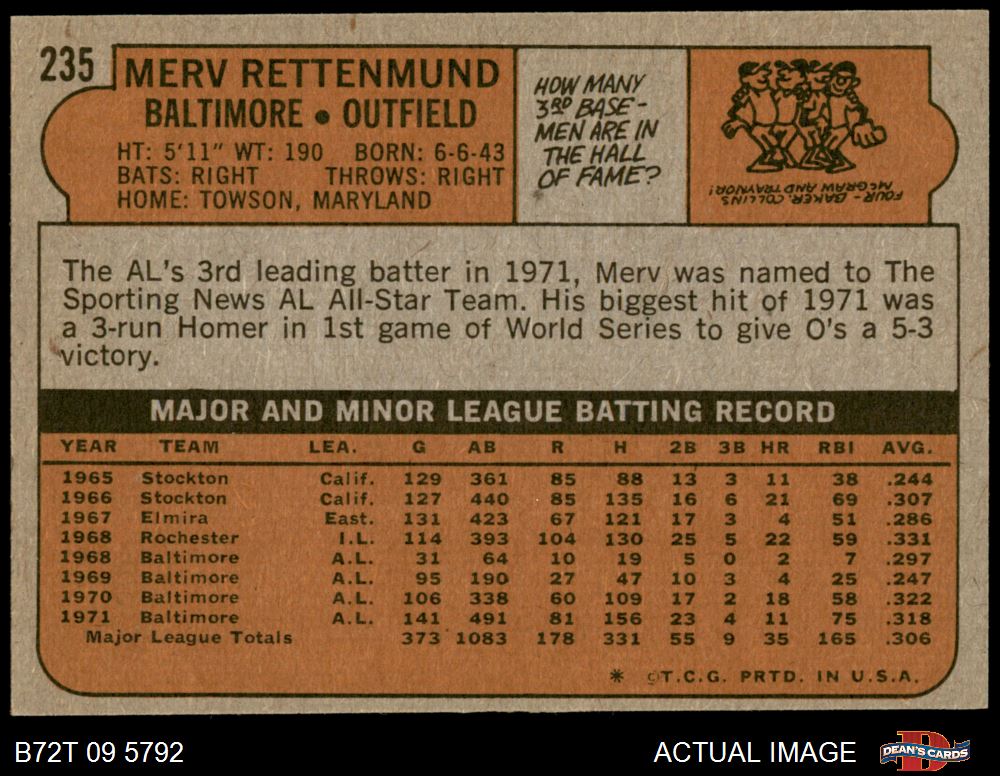 235
MERV RETTENMUND
BALTIMORE • OUTFIELD
HT: 5'11" WT: 190 BORN: 6-6-43
BATS: RIGHT THROWS: RIGHT
HOME: TOWSON, MARYLAND
HOW MANY
3RD BASE-
MEN ARE IN
THE HALL
OF FAME?
FOUR - BAKER, COLLINS
McGRAW AND TRAYNOR!
The AL's 3rd leading batter in 1971, Merv was named to The
Sporting News AL All-Star Team. His biggest hit of 1971 was
a 3-run Homer in 1st game of World Series to give O's a 5-3
victory.
MAJOR AND MINOR LEAGUE BATTING RECORD
YEAR TEAM LEA. G AB R H 2B 3B HR RBI AVG.
1965 Stockton Calif. 129 361 85 88 13 3 11 38 .244
1966 Stockton Calif. 127 440 85 135 16 6 21 69 .307
1967 Elmira East. 131 423 67 121 17 3 4 51 .286
1968 Rochester I.L. 114 393 104 130 25 5 22 59 .331
1968 Baltimore A.L. 31 64 10 19 5 0 2 7 .297
1969 Baltimore A.L. 95 190 27 47 10 3 4 25 .247
1970 Baltimore A.L. 106 338 60 109 17 2 18 58 .322
1971 Baltimore A.L. 141 491 81 156 23 4 11 75 .318
Major League Totals 373 1083 178 331 55 9 35 165 .306
* ©T.C.G. PRTD. IN U.S.A.
B72T 09 5792
ACTUAL IMAGE
D
DEAN'S CARDS